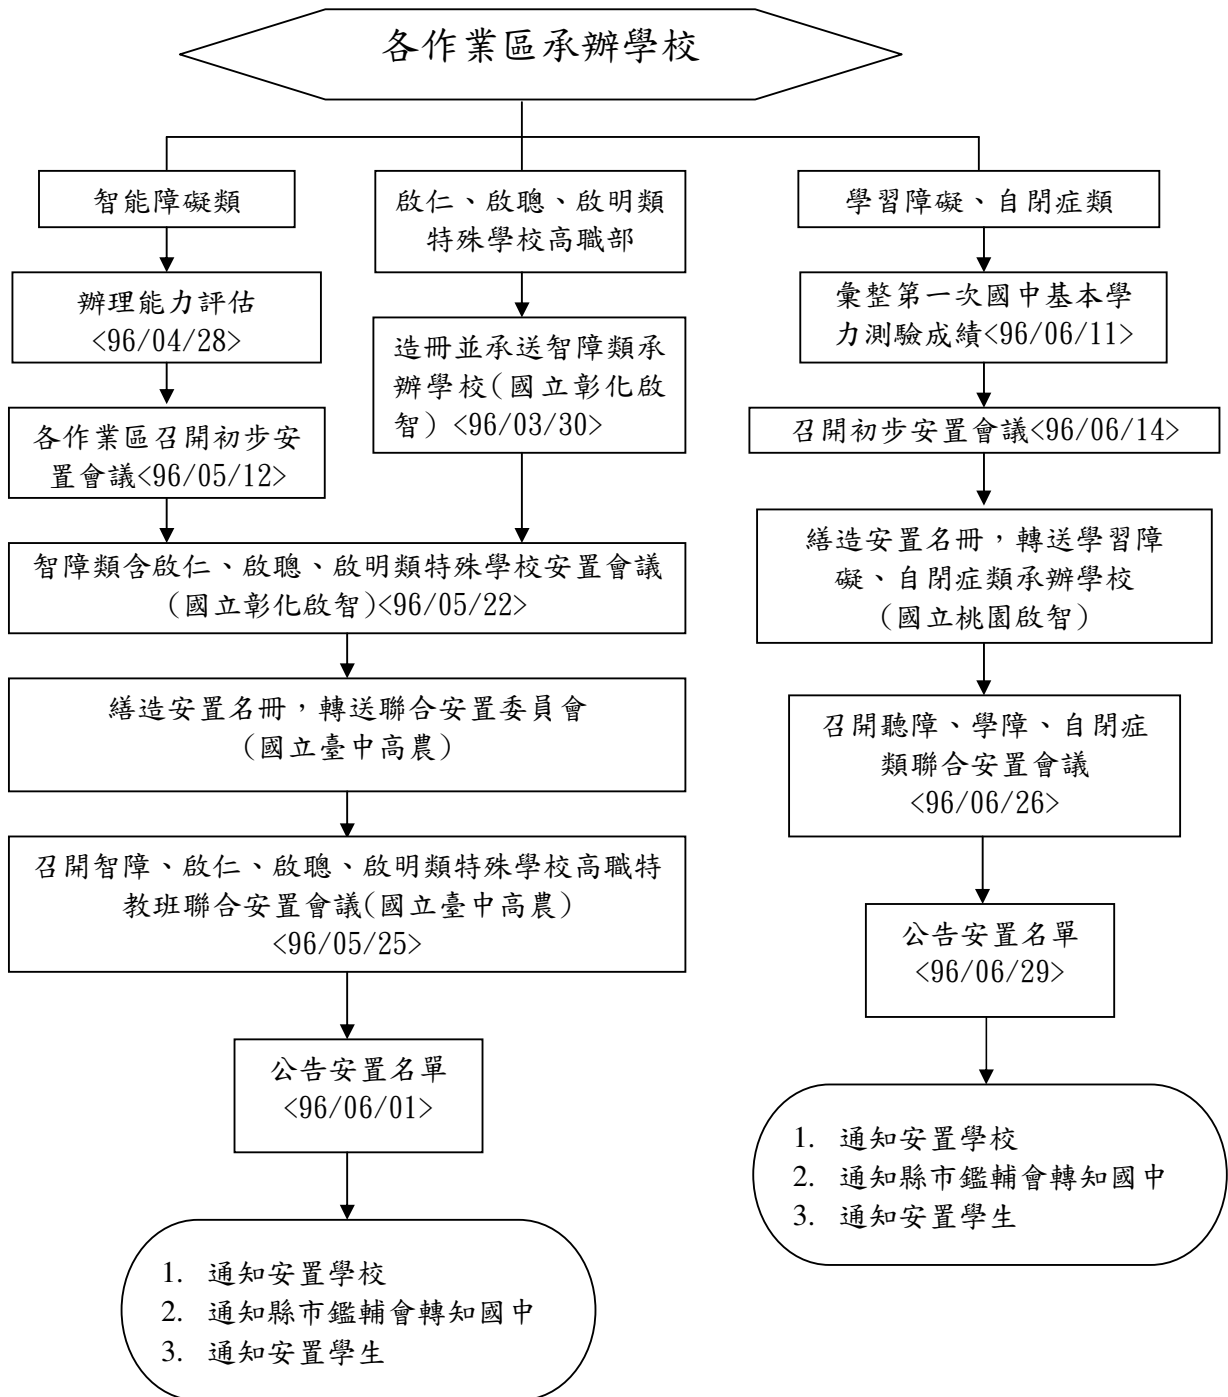 各作業區承辦學校
智能障礙類
辦理能力評估
<96/04/28>
各作業區召開初步安
置會議<96/05/12>
啟仁、啟聰、啟明類
特殊學校高職部
造冊並承送智障類承
辦學校(國立彰化啟
智) <96/03/30>
智障類含啟仁、啟聰、啟明類特殊學校安置會議
(國立彰化啟智)<96/05/22>
繕造安置名冊，轉送聯合安置委員會
(國立臺中高農)
召開智障、啟仁、啟聰、啟明類特殊學校高職特
教班聯合安置會議(國立臺中高農)
<96/05/25>
公告安置名單
<96/06/01>
1. 通知安置學校
2. 通知縣市鑑輔會轉知國中
3. 通知安置學生
學習障礙、自閉症類
彙整第一次國中基本學
力測驗成績<96/06/11>
召開初步安置會議<96/06/14>
繕造安置名冊，轉送學習障
礙、自閉症類承辦學校
(國立桃園啟智)
召開聽障、學障、自閉症
類聯合安置會議
<96/06/26>
公告安置名單
<96/06/29>
1. 通知安置學校
2. 通知縣市鑑輔會轉知國中
3. 通知安置學生